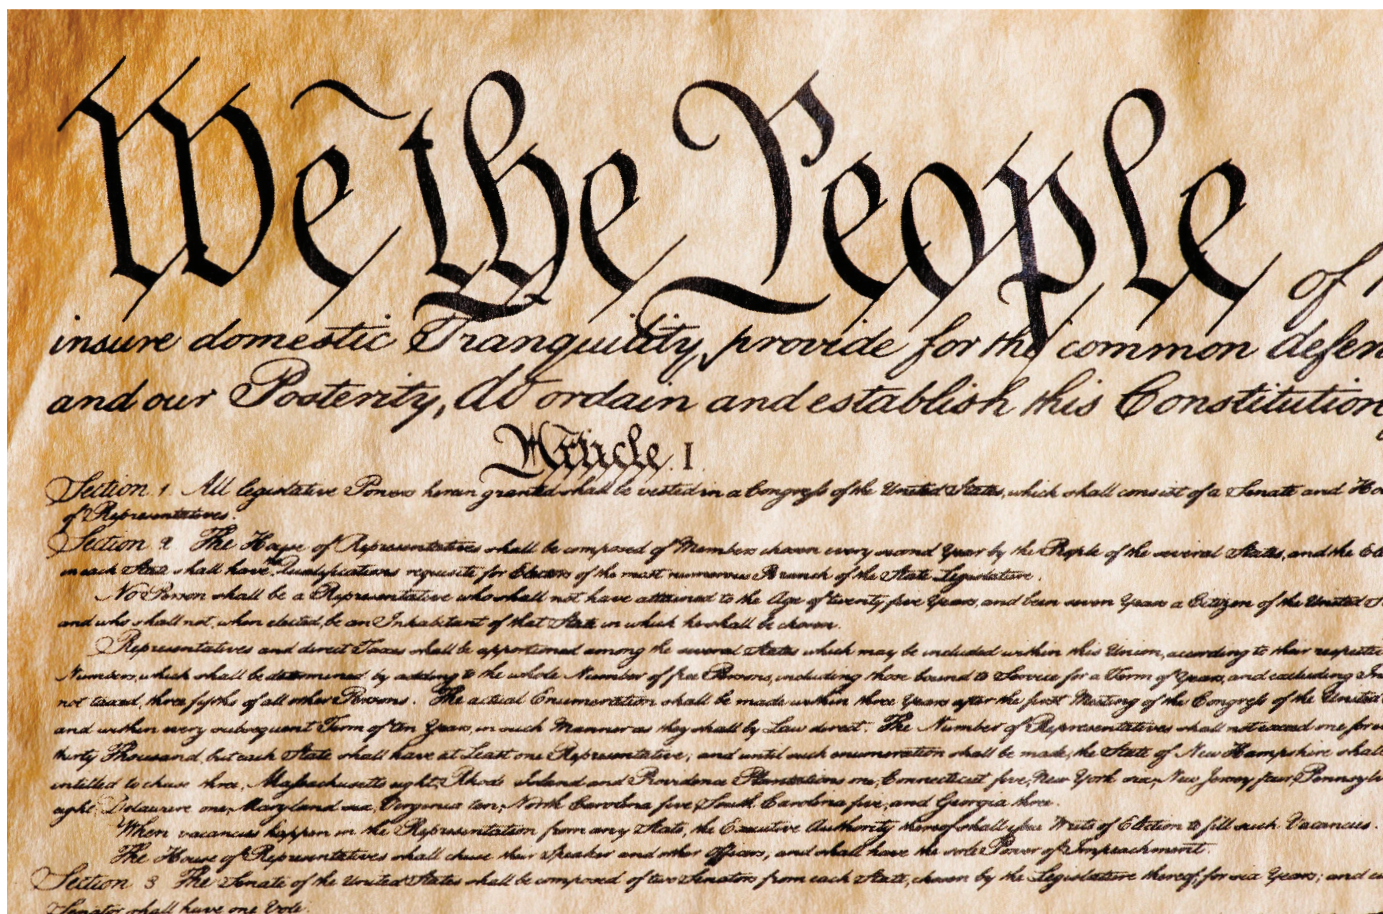 We the People of
insure domestic Tranquility, provide for the common defen
and our Posterity, do ordain and establish this Constitution
Article I
Section 1 All legislative Powers herein granted shall be vested in a Congress of the United States, which shall consist of a Senate and Ho
of Representatives.
Section 2 The House of Representatives shall be composed of Members chosen every second Year by the People of the several States, and the Ele
in each State shall have the Qualifications requisite for Electors of the most numerous Branch of the State Legislature.
No Person shall be a Representative who shall not have attained to the Age of twenty five Years, and been seven Years a Citizen of the United S
and who shall not, when elected, be an Inhabitant of that State in which he shall be chosen.
Representatives and direct Taxes shall be apportioned among the several States which may be included within this Union, according to their respecti
Numbers, which shall be determined by adding to the whole Number of free Persons, including those bound to Service for a Term of Years, and excluding In
not taxed, three fifths of all other Persons. The actual Enumeration shall be made within three Years after the first Meeting of the Congress of the United
and within every subsequent Term of ten Years, in such Manner as they shall by Law direct. The Number of Representatives shall not exceed one for ev
thirty Thousand, but each State shall have at Least one Representative; and until such enumeration shall be made, the State of New Hampshire shall
entitled to chuse three, Massachusetts eight, Rhode Island and Providence Plantations one, Connecticut five, New York six, New Jersey four, Pennsylv
eight, Delaware one, Maryland six, Virginia ten, North Carolina five, South Carolina five, and Georgia three.
When vacancies happen in the Representation from any State, the Executive Authority thereof shall issue Writs of Election to fill such Vacancies.
The House of Representatives shall chuse their Speaker and other Officers; and shall have the sole Power of Impeachment.
Section 3 The Senate of the United States shall be composed of two Senators from each State, chosen by the Legislature thereof, for six Years; and
Senator shall have one Vote.